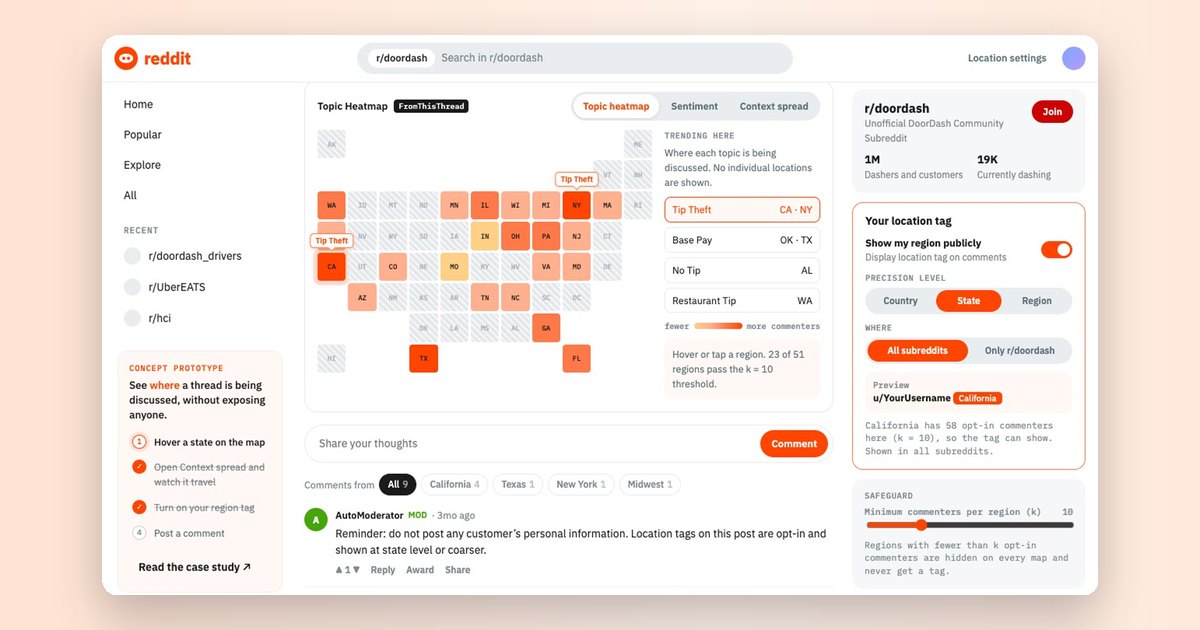 reddit
r/doordash Search in r/doordash
Location settings
Home
Popular
Explore
All
RECENT
r/doordash_drivers
r/UberEATS
r/hci
CONCEPT PROTOTYPE
See where a thread is being
discussed, without exposing
anyone.
1 Hover a state on the map
Open Context spread and
watch it travel
Turn on your region tag
4 Post a comment
Read the case study ↗
Topic Heatmap FromThisThread
Topic heatmap Sentiment Context spread
AK ME
VT NH
Tip Theft
WA ID MT ND MN IL WI MI NY MA RI
NV WY SD IA IN OH PA NJ CT
Tip Theft
CA UT CO NE MO KY WV VA MD DE
AZ NM KS AR TN NC SC DC
OK LA MS AL GA
HI TX FL
TRENDING HERE
Where each topic is being
discussed. No individual locations
are shown.
Tip Theft CA · NY
Base Pay OK · TX
No Tip AL
Restaurant Tip WA
fewer more commenters
Hover or tap a region. 23 of 51
regions pass the k = 10
threshold.
Share your thoughts
Comment
Comments from All 9 California 4 Texas 1 New York 1 Midwest 1
A
AutoModerator MOD · 3mo ago
Reminder: do not post any customer’s personal information. Location tags on this post are opt-in and
shown at state level or coarser.
▲ 1 ▼ Reply Award Share
r/doordash
Join
Unofficial DoorDash Community
Subreddit
1M 19K
Dashers and customers Currently dashing
Your location tag
Show my region publicly
Display location tag on comments
PRECISION LEVEL
Country State Region
WHERE
All subreddits Only r/doordash
Preview
u/YourUsername California
California has 58 opt-in commenters
here (k = 10), so the tag can show.
Shown in all subreddits.
SAFEGUARD
Minimum commenters per region (k) 10
Regions with fewer than k opt-in
commenters are hidden on every map and
never get a tag.